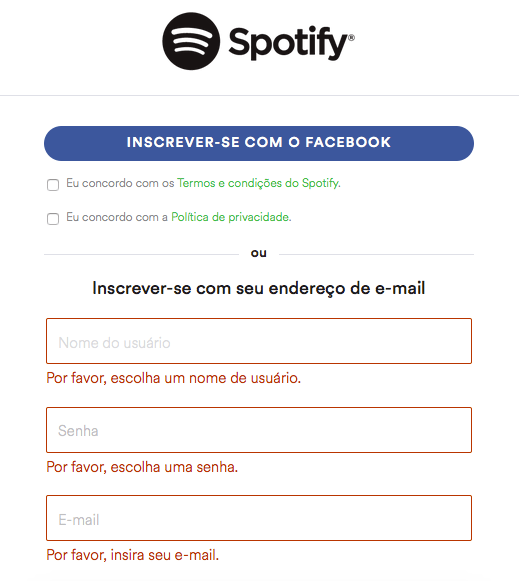 Spotify®
INSCREVER-SE COM O FACEBOOK
Eu concordo com os Termos e condições do Spotify.
Eu concordo com a Política de privacidade.
ou
Inscrever-se com seu endereço de e-mail
Nome do usuário
Por favor, escolha um nome de usuário.
Senha
Por favor, escolha uma senha.
E-mail
Por favor, insira seu e-mail.